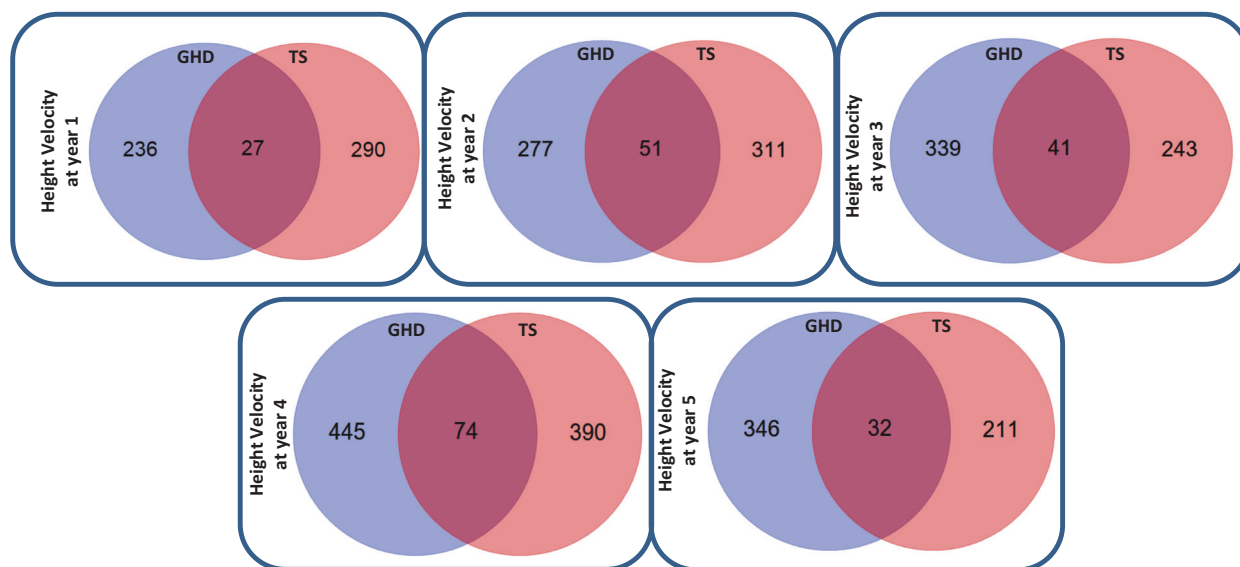 Height Velocity
at year 1
GHD
TS
236
27
290
Height Velocity
at year 2
GHD
TS
277
51
311
Height Velocity
at year 3
GHD
TS
339
41
243
Height Velocity
at year 4
GHD
TS
445
74
390
Height Velocity
at year 5
GHD
TS
346
32
211